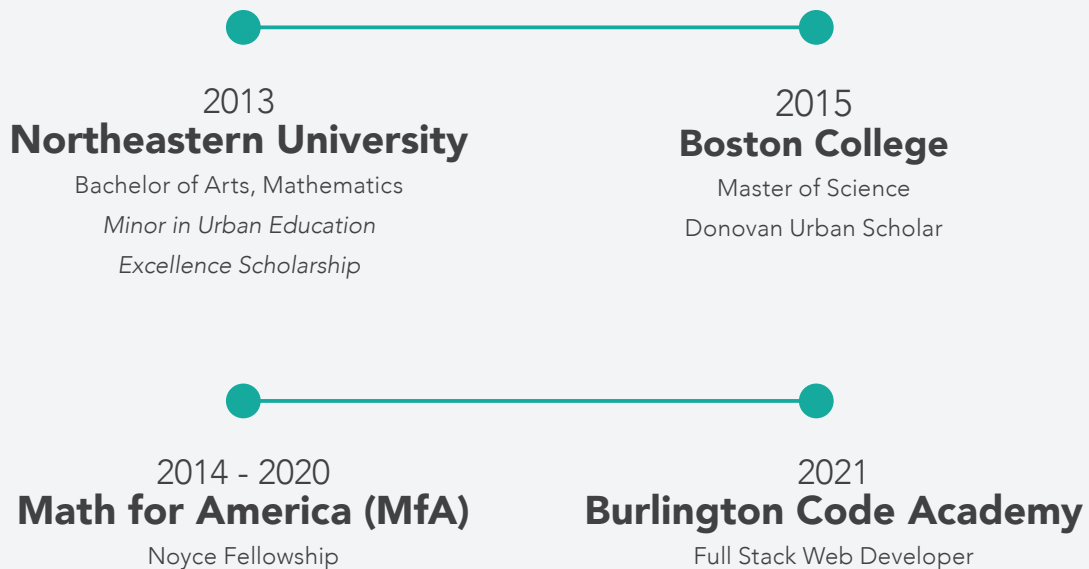 2013
Northeastern University
Bachelor of Arts, Mathematics
Minor in Urban Education
Excellence Scholarship
2015
Boston College
Master of Science
Donovan Urban Scholar
2014 - 2020
Math for America (MfA)
Noyce Fellowship
2021
Burlington Code Academy
Full Stack Web Developer